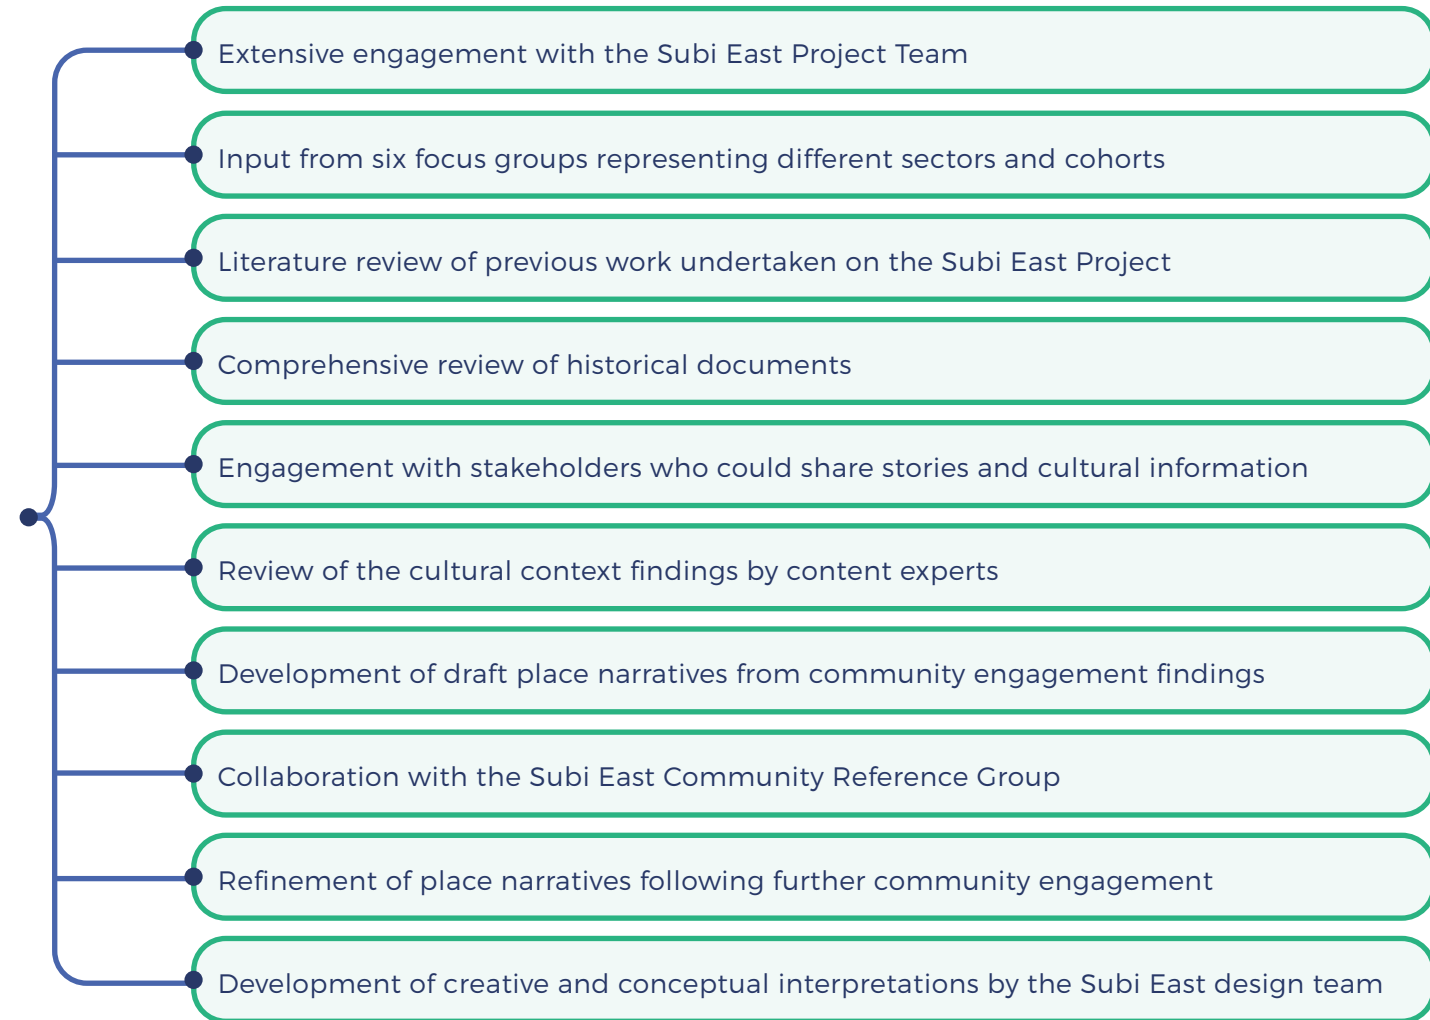 Extensive engagement with the Subi East Project Team
Input from six focus groups representing different sectors and cohorts
Literature review of previous work undertaken on the Subi East Project
Comprehensive review of historical documents
Engagement with stakeholders who could share stories and cultural information
Review of the cultural context findings by content experts
Development of draft place narratives from community engagement findings
Collaboration with the Subi East Community Reference Group
Refinement of place narratives following further community engagement
Development of creative and conceptual interpretations by the Subi East design team